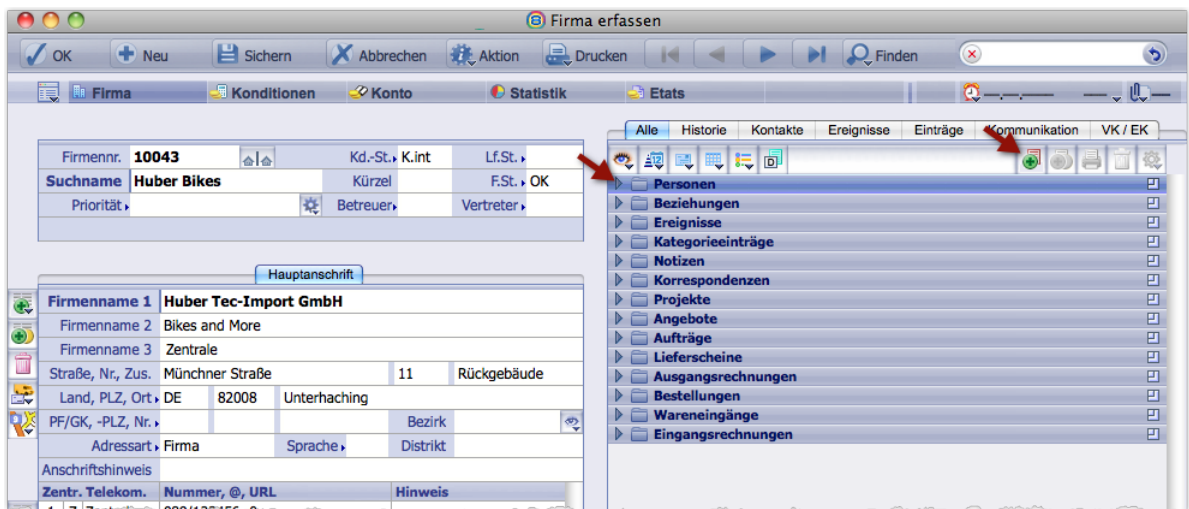 Firma erfassen
OK Neu Sichern Abbrechen Aktion Drucken Finden
Firma Konditionen Konto Statistik Etats
Alle Historie Kontakte Ereignisse Einträge Kommunikation VK / EK
Firmennr. 10043 Kd.-St. K.int Lf.St.
Suchname Huber Bikes Kürzel F.St. OK
Priorität Betreuer Vertreter
Personen
Beziehungen
Ereignisse
Kategorieeinträge
Notizen
Korrespondenzen
Projekte
Angebote
Aufträge
Lieferscheine
Ausgangsrechnungen
Bestellungen
Wareneingänge
Eingangsrechnungen
Hauptanschrift
Firmenname 1 Huber Tec-Import GmbH
Firmenname 2 Bikes and More
Firmenname 3 Zentrale
Straße, Nr., Zus. Münchner Straße 11 Rückgebäude
Land, PLZ, Ort DE 82008 Unterhaching
PF/GK, -PLZ, Nr. Bezirk
Adressart Firma Sprache Distrikt
Anschriftshinweis
Zentr. Telekom. Nummer, @, URL Hinweis